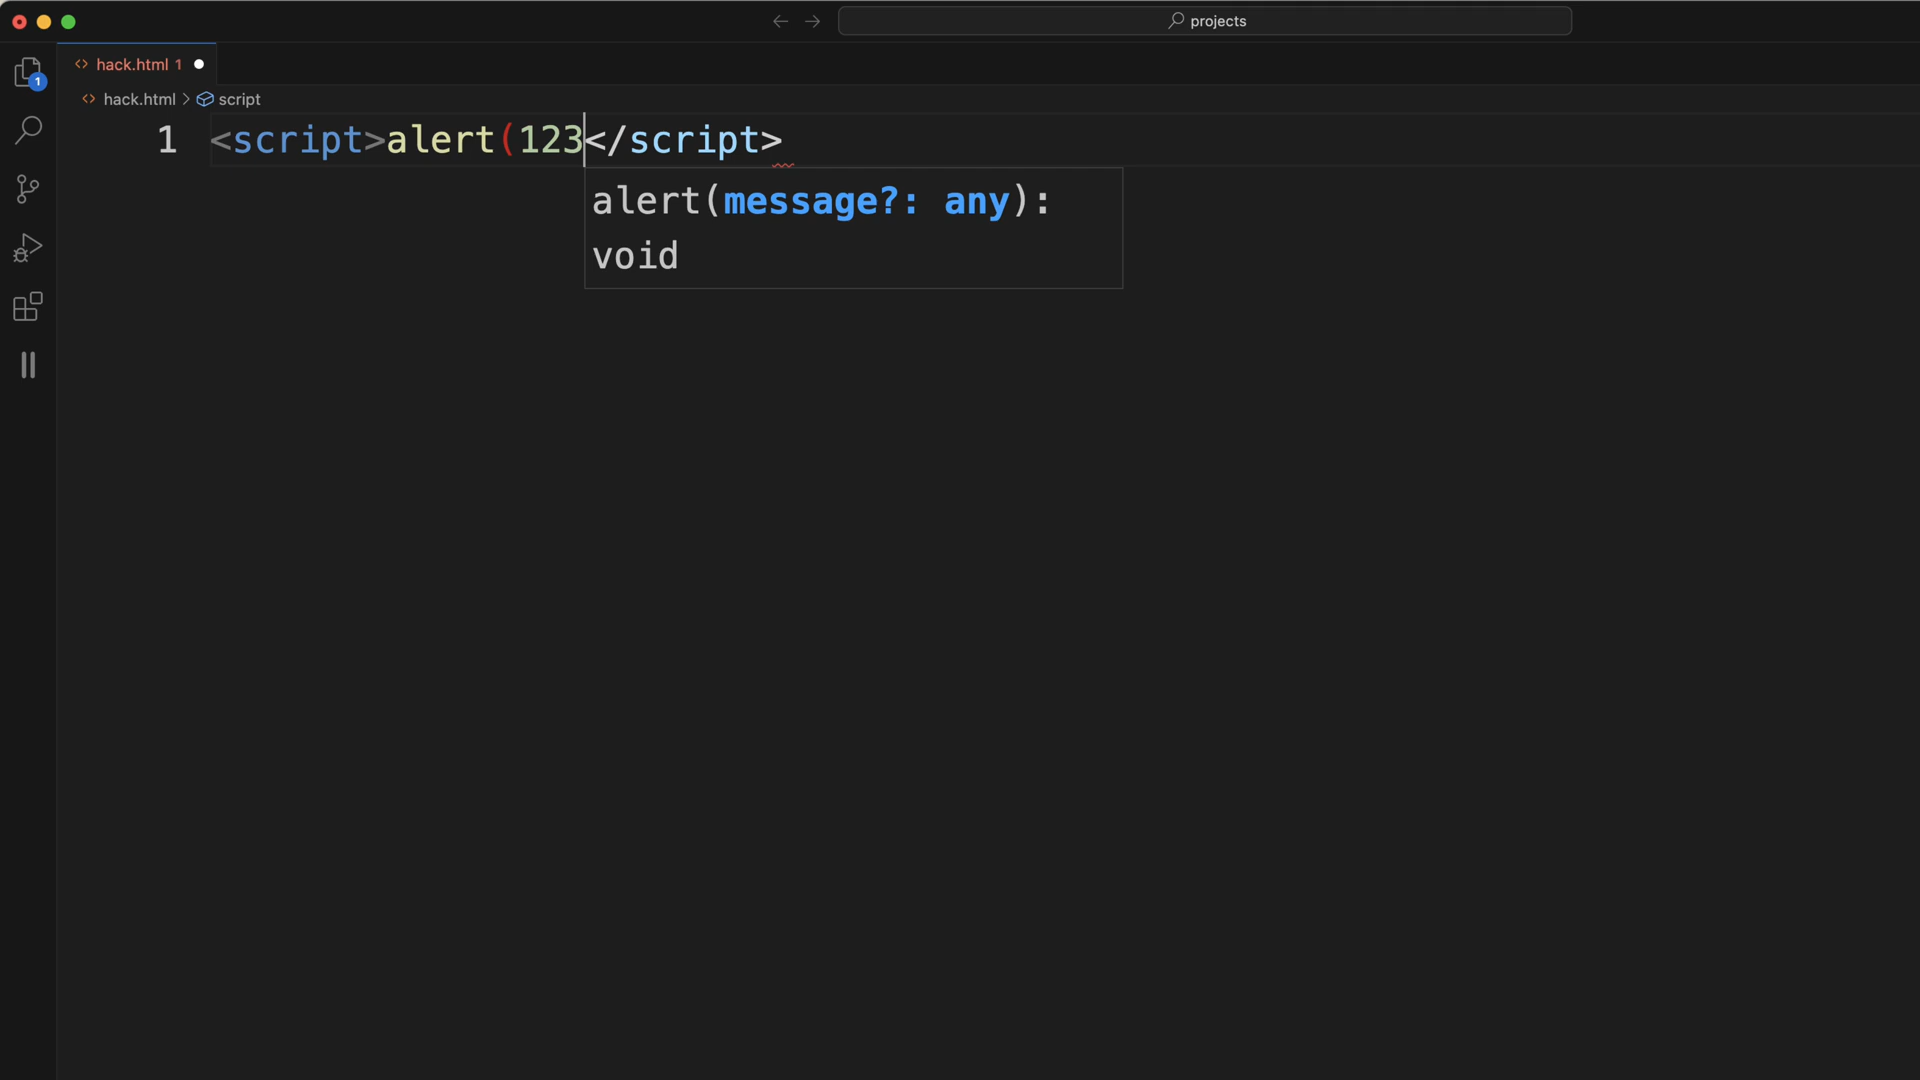 projects
hack.html 1
1
hack.html > script
1 <script>alert(123</script>
alert(message?: any):
void